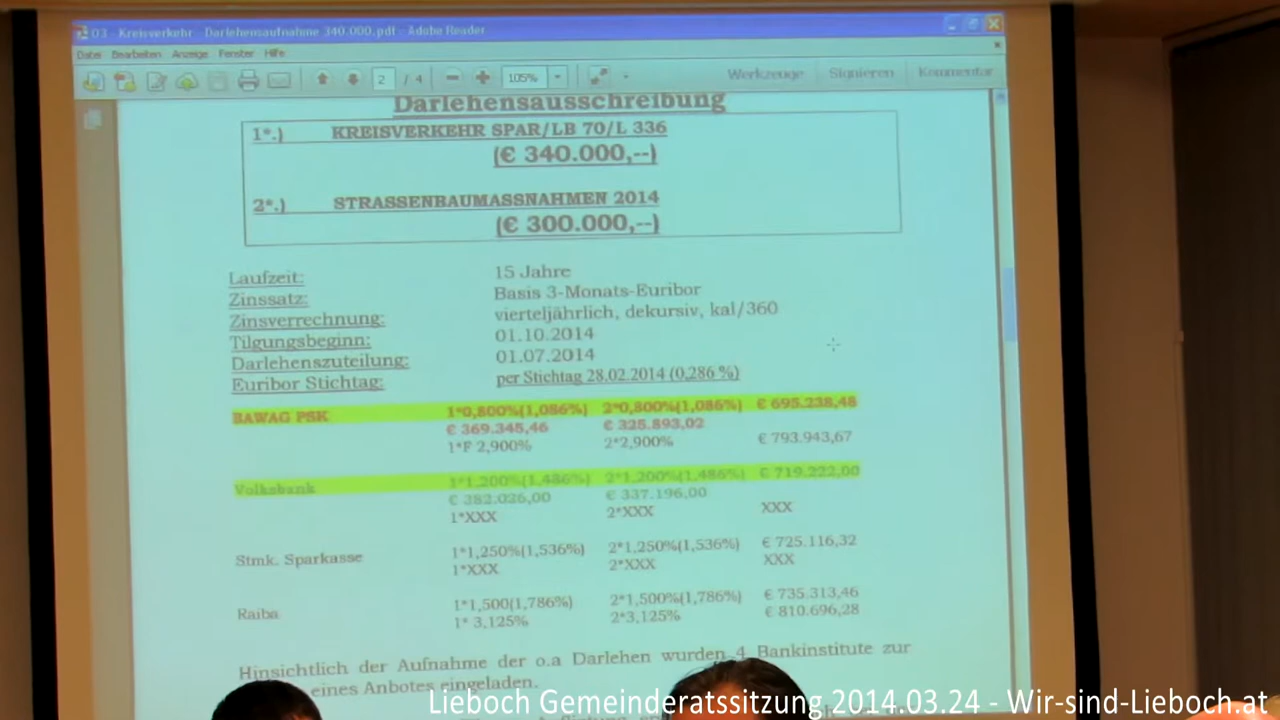 03 - Kreisverkehr - Darlehensaufnahme 340.000.pdf - Adobe Reader
Datei Bearbeiten Anzeige Fenster Hilfe
2 / 4 105% Werkzeuge Signieren Kommentar
Darlehensausschreibung
1*.) KREISVERKEHR SPAR/LB 70/L 336
(€ 340.000,--)
2*.) STRASSENBAUMASSNAHMEN 2014
(€ 300.000,--)
Laufzeit: 15 Jahre
Zinssatz: Basis 3-Monats-Euribor
Zinsverrechnung: vierteljährlich, dekursiv, kal/360
Tilgungsbeginn: 01.10.2014
Darlehenszuteilung: 01.07.2014
Euribor Stichtag: per Stichtag 28.02.2014 (0,286 %)
BAWAG PSK 1*0,800%(1,086%) 2*0,800%(1,086%) € 695.238,48
€ 369.345,46 € 325.893,02
1*F 2,900% 2*2,900% € 793.943,67
Volksbank 1*1,200%(1,486%) 2*1,200%(1,486%) € 719.222,00
€ 382.026,00 € 337.196,00
1*XXX 2*XXX XXX
Stmk. Sparkasse 1*1,250%(1,536%) 2*1,250%(1,536%) € 725.116,32
1*XXX 2*XXX XXX
Raiba 1*1,500(1,786%) 2*1,500%(1,786%) € 735.313,46
1* 3,125% 2*3,125% € 810.696,28
Hinsichtlich der Aufnahme der o.a Darlehen wurden 4 Bankinstitute zur
eines Anbotes eingeladen.
Lieboch Gemeinderatssitzung 2014.03.24 - Wir-sind-Lieboch.at